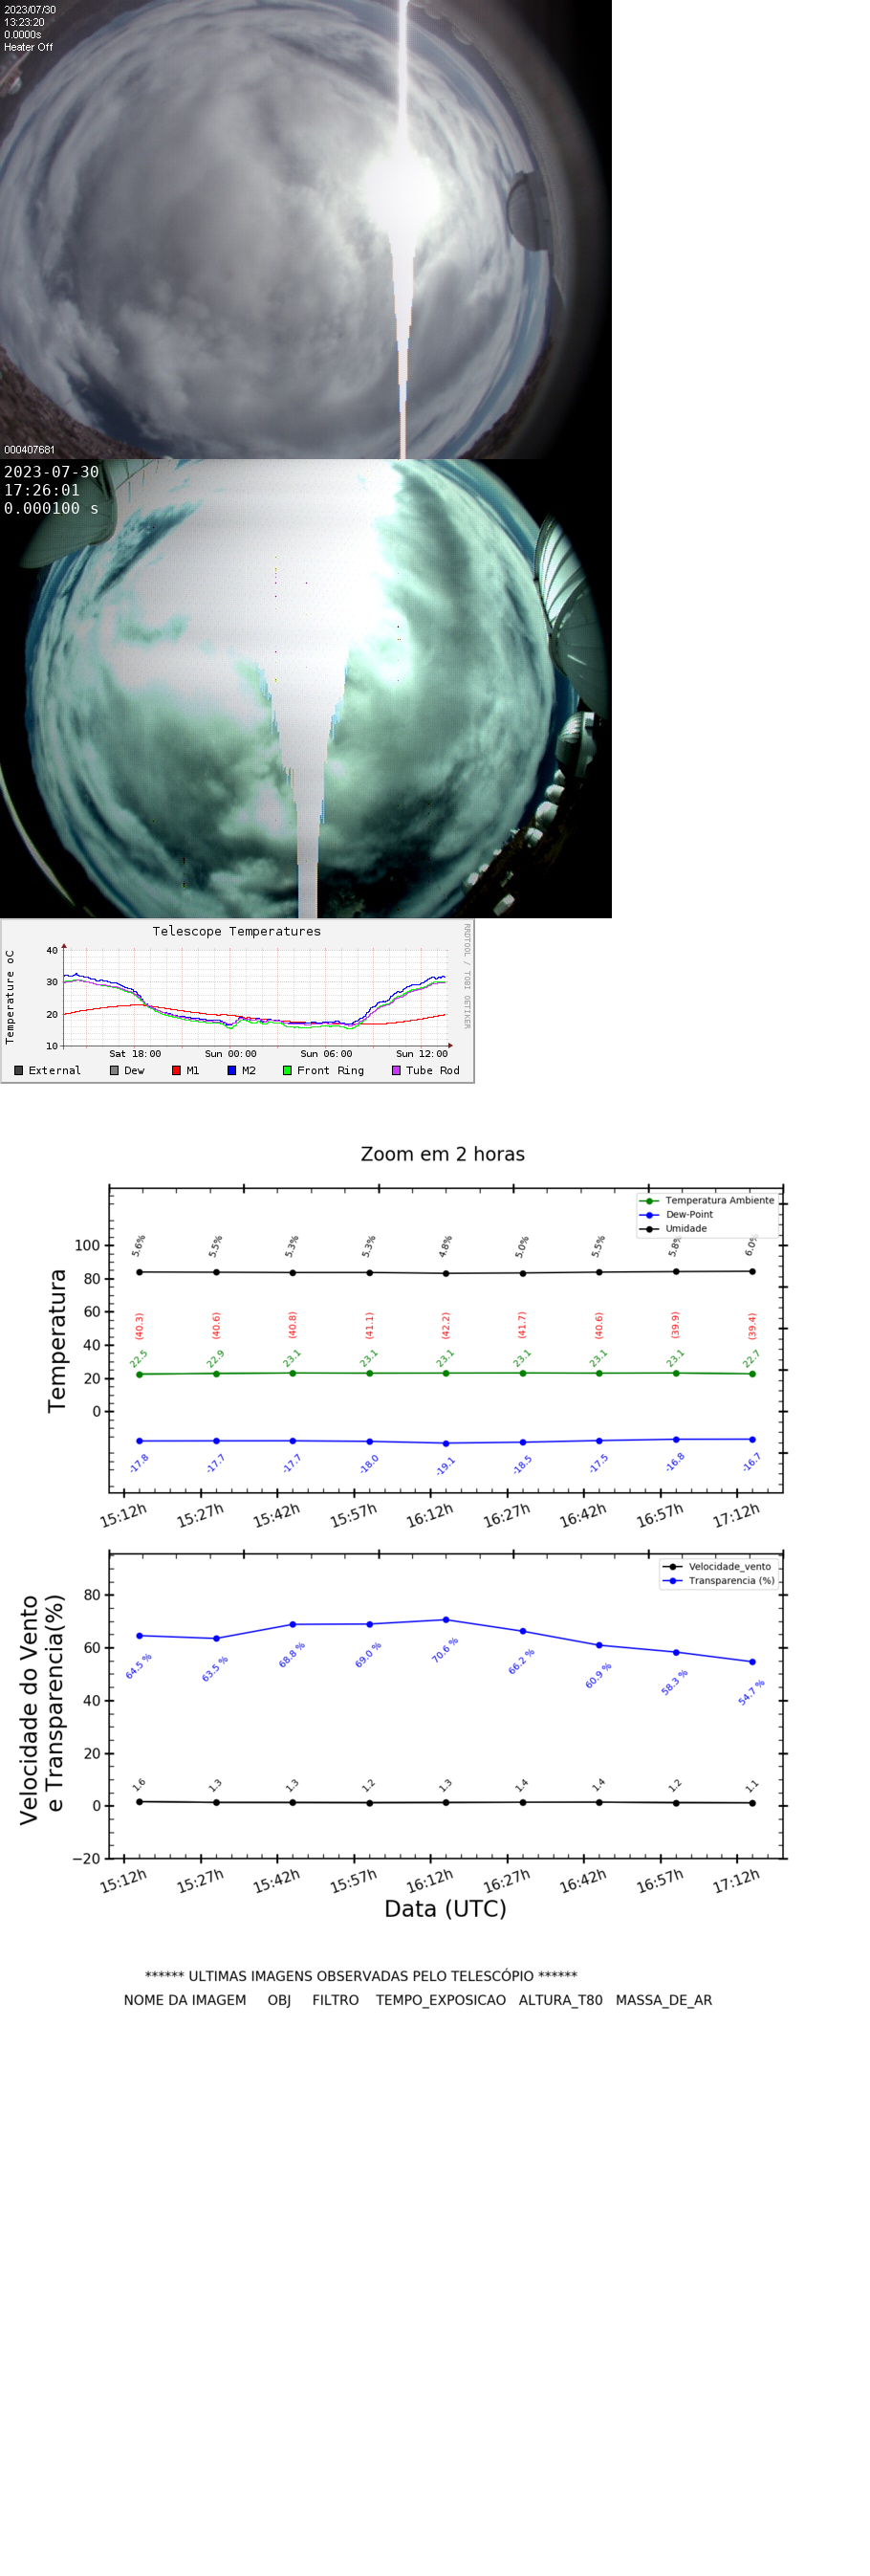 2023/07/30
13:23:20
0.0000s
Heater Off
000407681
2023-07-30
17:26:01
0.000100 s
Telescope Temperatures
RRDTOOL / TOBI OETIKER
Temperature oC
40
30
20
10
Sat 18:00 Sun 00:00 Sun 06:00 Sun 12:00
External Dew M1 M2 Front Ring Tube Rod
Zoom em 2 horas
Temperatura Ambiente
Dew-Point
Umidade
Temperatura
100
80
60
40
20
0
5.6% 5.5% 5.3% 5.3% 4.8% 5.0% 5.5% 5.8% 6.0%
(40.3) (40.6) (40.8) (41.1) (42.2) (41.7) (40.6) (39.9) (39.4)
22.5 22.9 23.1 23.1 23.1 23.1 23.1 23.1 22.7
-17.8 -17.7 -17.7 -18.0 -19.1 -18.5 -17.5 -16.8 -16.7
15:12h 15:27h 15:42h 15:57h 16:12h 16:27h 16:42h 16:57h 17:12h
Velocidade_vento
Transparencia (%)
Velocidade do Vento
e Transparencia(%)
80
60
40
20
0
−20
64.5 % 63.5 % 68.8 % 69.0 % 70.6 % 66.2 % 60.9 % 58.3 % 54.7 %
1.6 1.3 1.3 1.2 1.3 1.4 1.4 1.2 1.1
15:12h 15:27h 15:42h 15:57h 16:12h 16:27h 16:42h 16:57h 17:12h
Data (UTC)
****** ULTIMAS IMAGENS OBSERVADAS PELO TELESCÓPIO ******
NOME DA IMAGEM OBJ FILTRO TEMPO_EXPOSICAO ALTURA_T80 MASSA_DE_AR